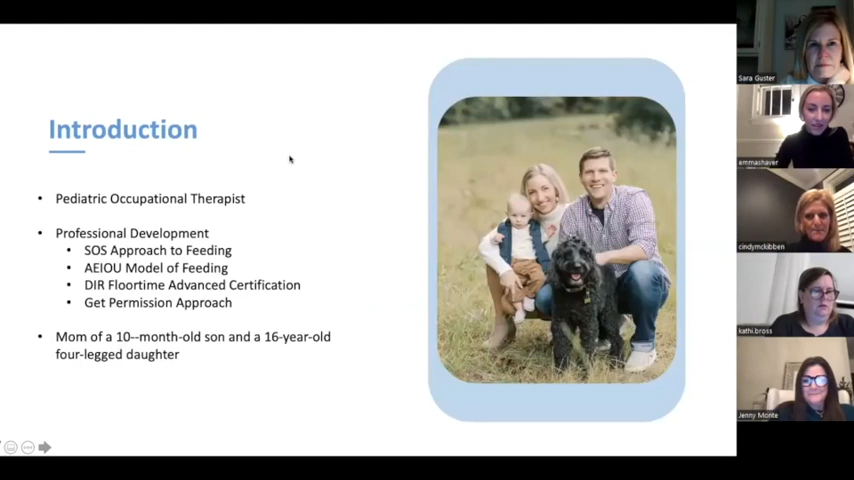 Introduction
Pediatric Occupational Therapist
Professional Development
SOS Approach to Feeding
AEIOU Model of Feeding
DIR Floortime Advanced Certification
Get Permission Approach
Mom of a 10--month-old son and a 16-year-old
four-legged daughter
Sara Guster
emmashaver
cindymckibben
kathi.bross
Jenny Monte